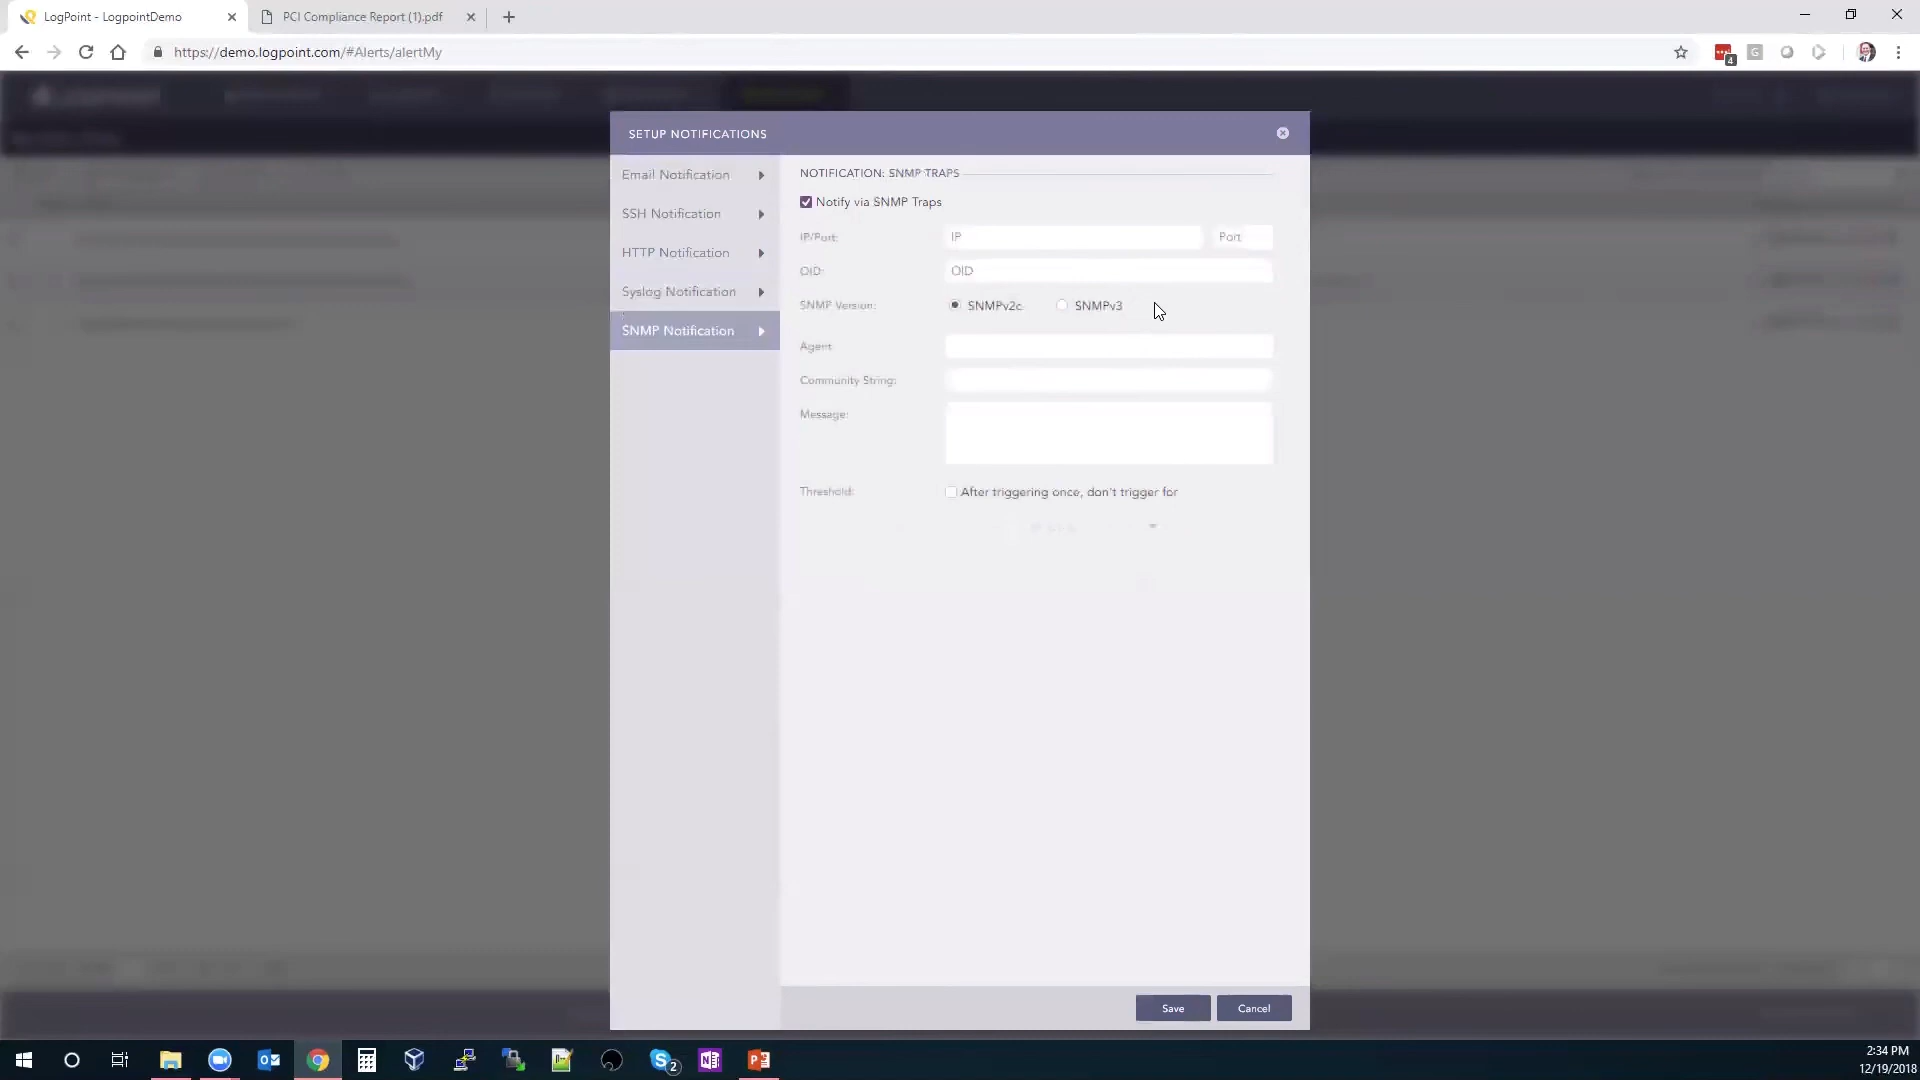 LogPoint - LogpointDemo
PCI Compliance Report (1).pdf
https://demo.logpoint.com/#Alerts/alertMy
4
G
SETUP NOTIFICATIONS
Email Notification
SSH Notification
HTTP Notification
Syslog Notification
SNMP Notification
NOTIFICATION: SNMP TRAPS
Notify via SNMP Traps
IP/Port: IP Port
OID: OID
SNMP Version: SNMPv2c SNMPv3
Agent:
Community String:
Message:
Threshold: After triggering once, don't trigger for
Save Cancel
2
2:34 PM
12/19/2018